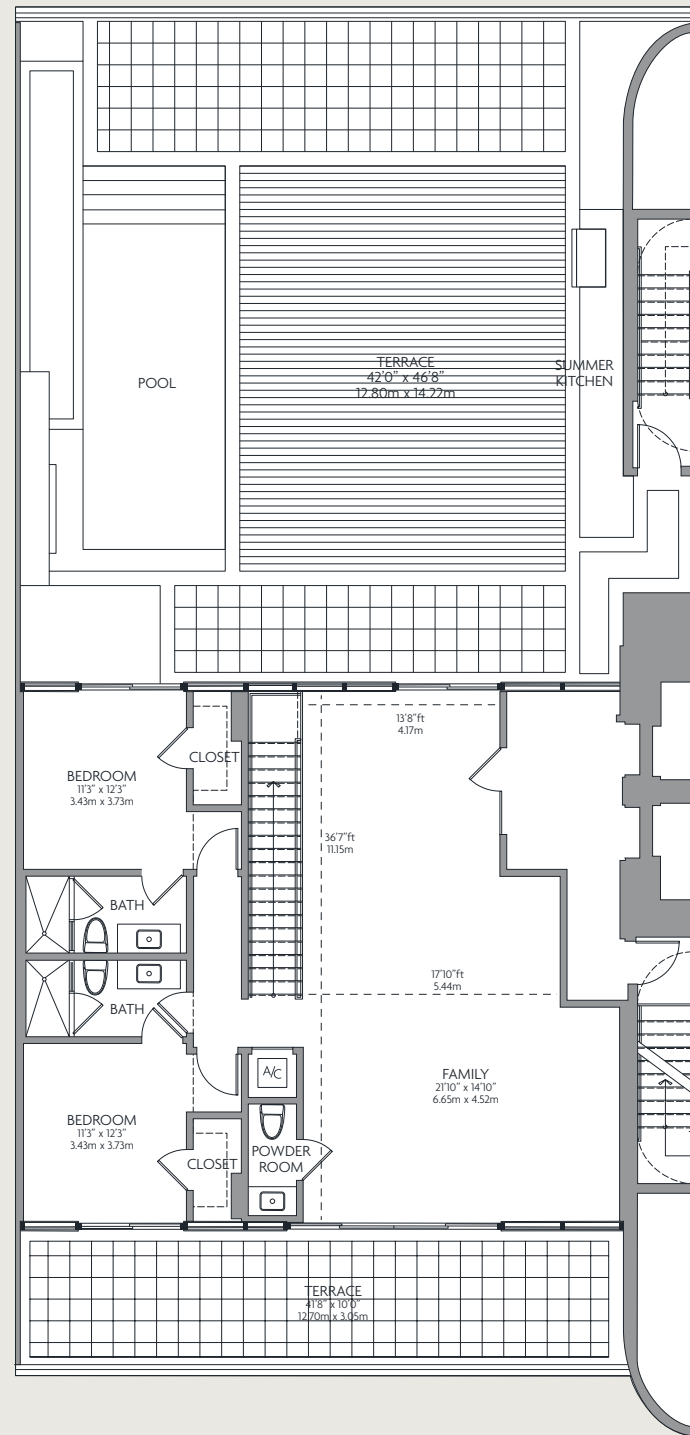 TERRACE
42'0" x 46'8"
12.80m x 14.22m
POOL
SUMMER
KITCHEN
13'8"ft
4.17m
CLOSET
BEDROOM
11'3" x 12'3"
3.43m x 3.73m
36'7"ft
11.15m
BATH
17'10"ft
5.44m
BATH
A/C
FAMILY
21'10" x 14'10"
6.65m x 4.52m
BEDROOM
11'3" x 12'3"
3.43m x 3.73m
CLOSET
POWDER
ROOM
TERRACE
41'8" x 10'0"
12.70m x 3.05m